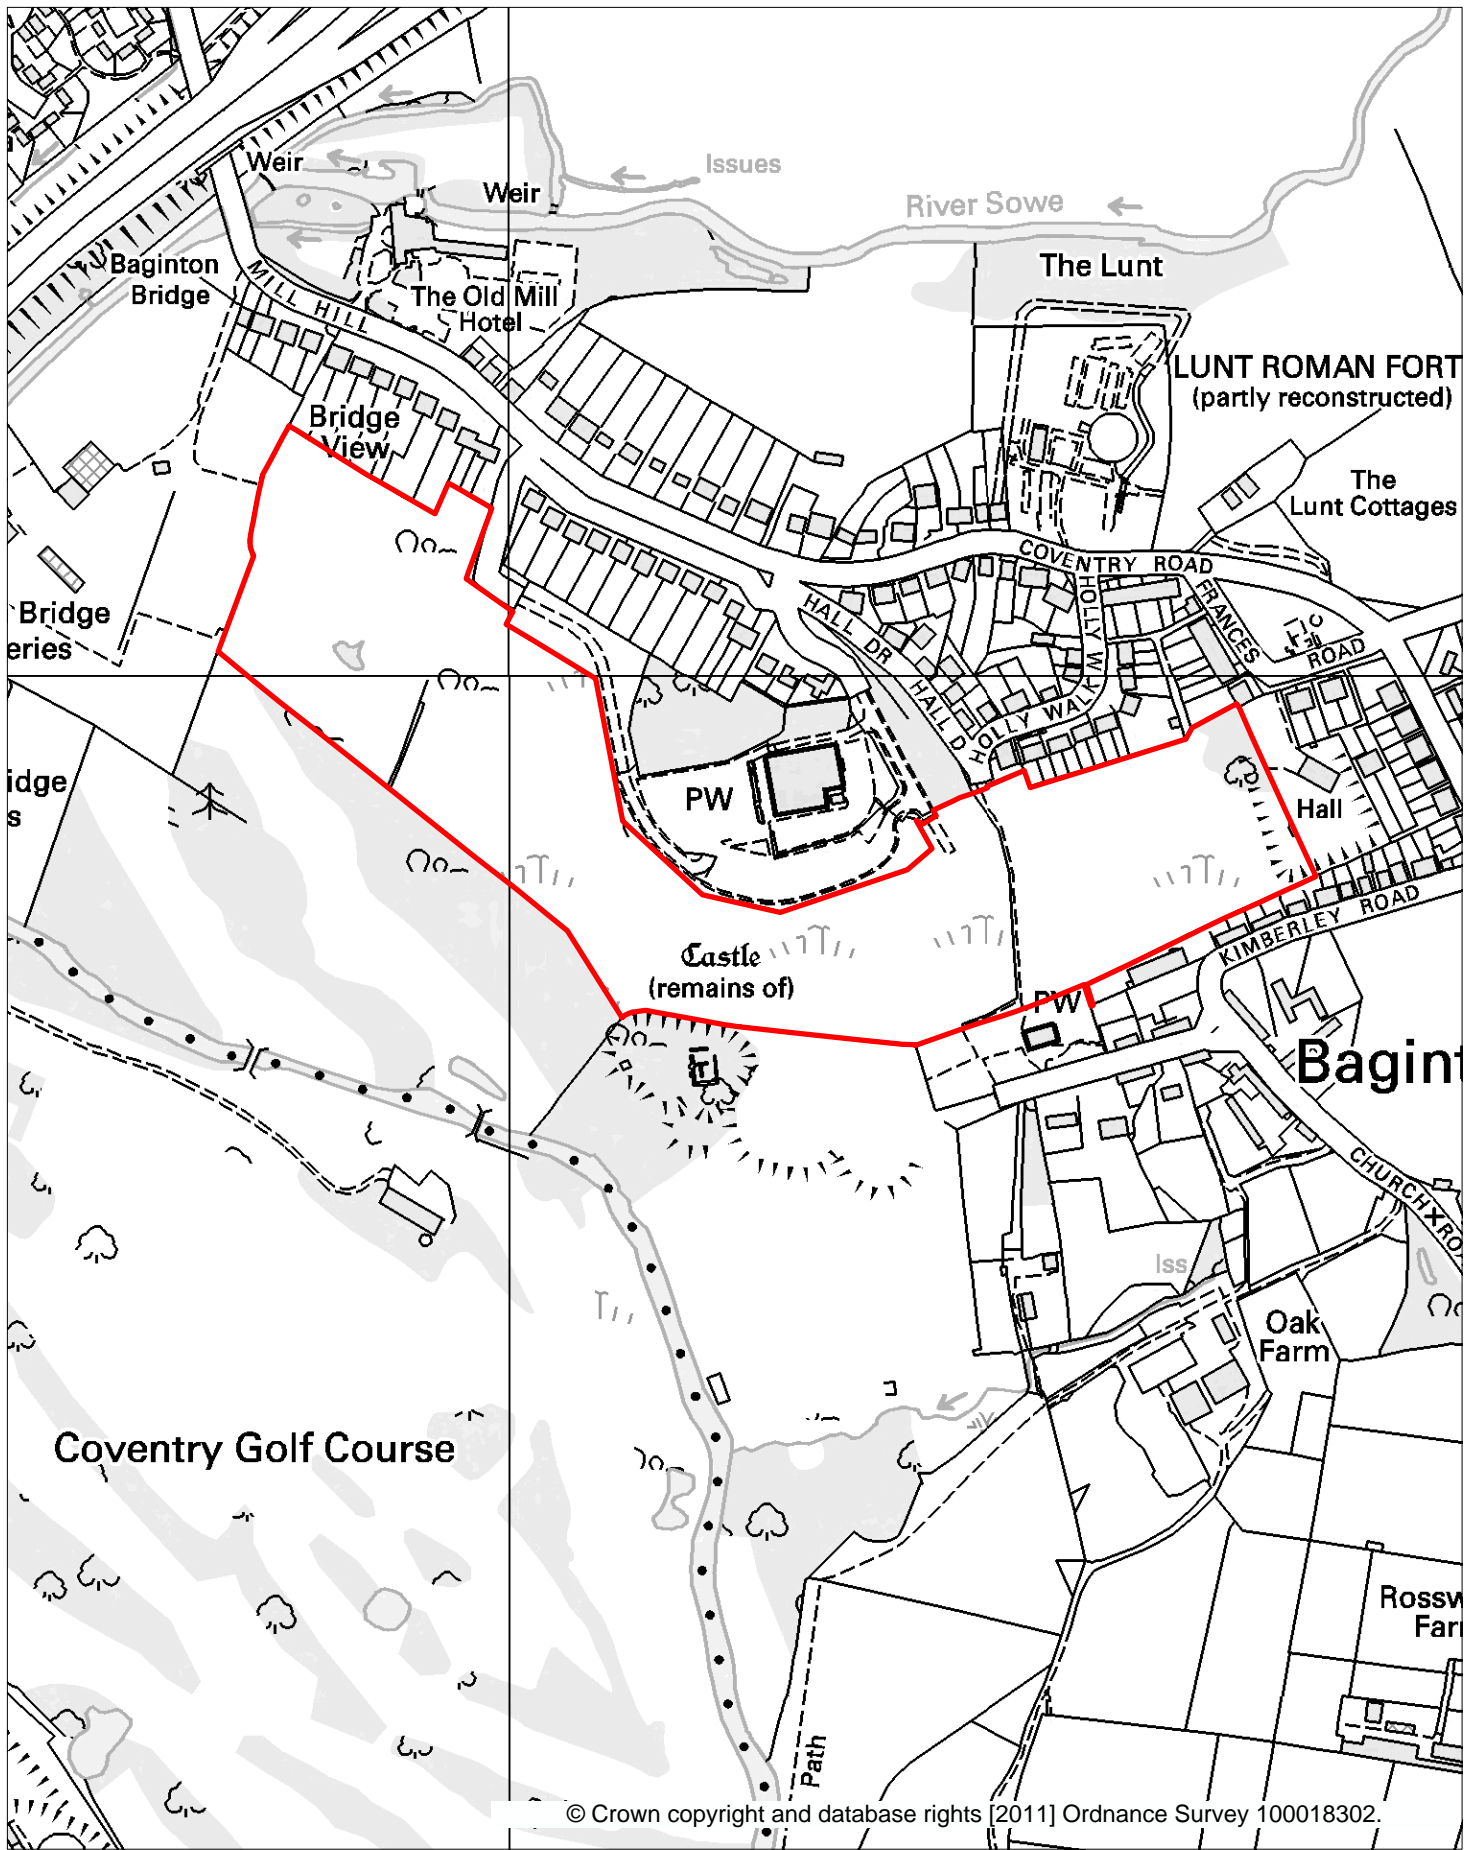 Weir
Issues
Weir
River Sowe
Baginton
Bridge
The Lunt
MILL HILL
The Old Mill
Hotel
LUNT ROMAN FORT
(partly reconstructed)
Bridge
View
The
Lunt Cottages
COVENTRY ROAD
HALL DR
HOLLY WK
FRANCES
ROAD
Bridge
eries
HALL D
HOLLY WALK
idge
s
PW
Hall
KIMBERLEY ROAD
Castle
(remains of)
PW
Bagint
CHURCH RO
Iss
Oak
Farm
Coventry Golf Course
Rossw
Far
Path
© Crown copyright and database rights [2011] Ordnance Survey 100018302.